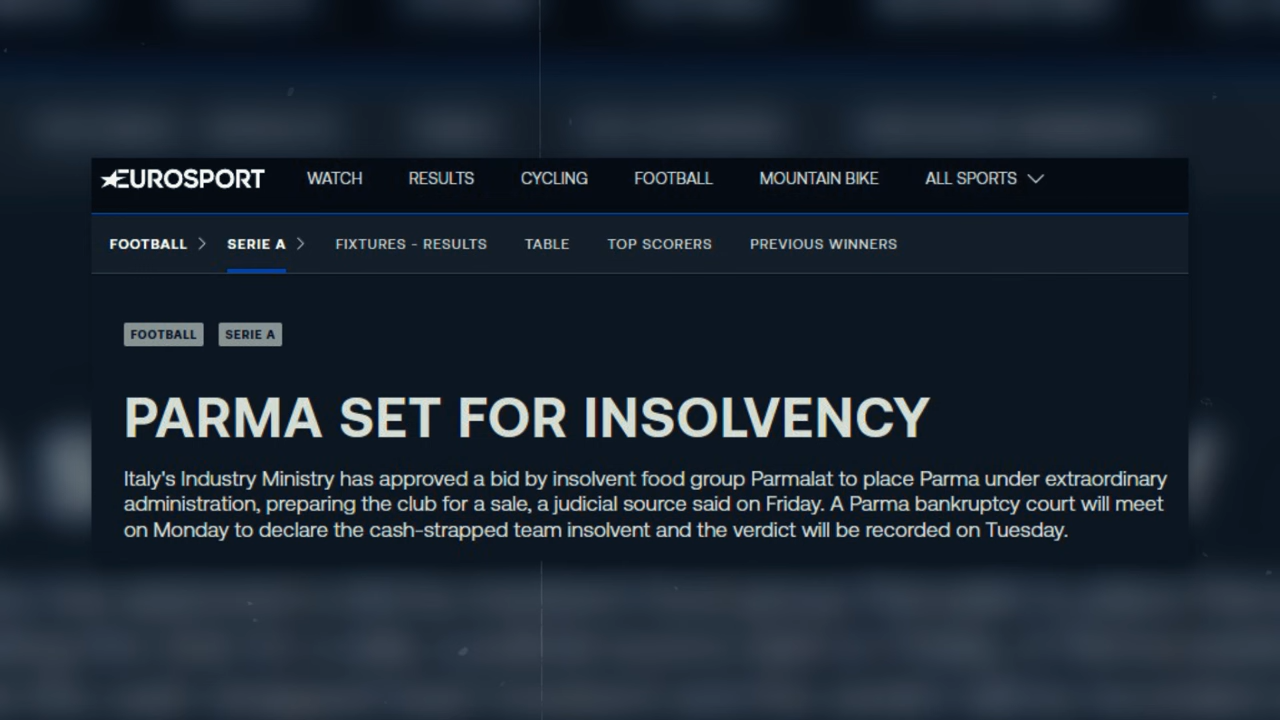 EUROSPORT WATCH RESULTS CYCLING FOOTBALL MOUNTAIN BIKE ALL SPORTS
FOOTBALL SERIE A FIXTURES - RESULTS TABLE TOP SCORERS PREVIOUS WINNERS
FOOTBALL SERIE A
PARMA SET FOR INSOLVENCY
Italy's Industry Ministry has approved a bid by insolvent food group Parmalat to place Parma under extraordinary
administration, preparing the club for a sale, a judicial source said on Friday. A Parma bankruptcy court will meet
on Monday to declare the cash-strapped team insolvent and the verdict will be recorded on Tuesday.